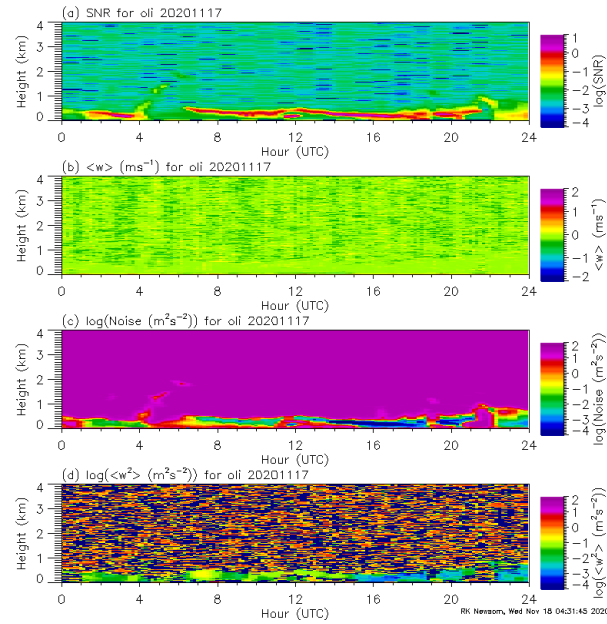 (a) SNR for oli 20201117
4
3
2
1
0
Height (km)
0 4 8 12 16 20 24
Hour (UTC)
1
0
−1
−2
−3
−4
log(SNR)
(b) <w> (ms⁻¹) for oli 20201117
4
3
2
1
0
Height (km)
0 4 8 12 16 20 24
Hour (UTC)
2
1
0
−1
−2
<w> (ms⁻¹)
(c) log(Noise (m²s⁻²)) for oli 20201117
4
3
2
1
0
Height (km)
0 4 8 12 16 20 24
Hour (UTC)
2
1
0
−1
−2
−3
−4
log(Noise (m²s⁻²))
(d) log(<w²> (m²s⁻²)) for oli 20201117
4
3
2
1
0
Height (km)
0 4 8 12 16 20 24
Hour (UTC)
2
1
0
−1
−2
−3
−4
log(<w²> (m²s⁻²))
RK Newsom, Wed Nov 18 04:31:45 2020